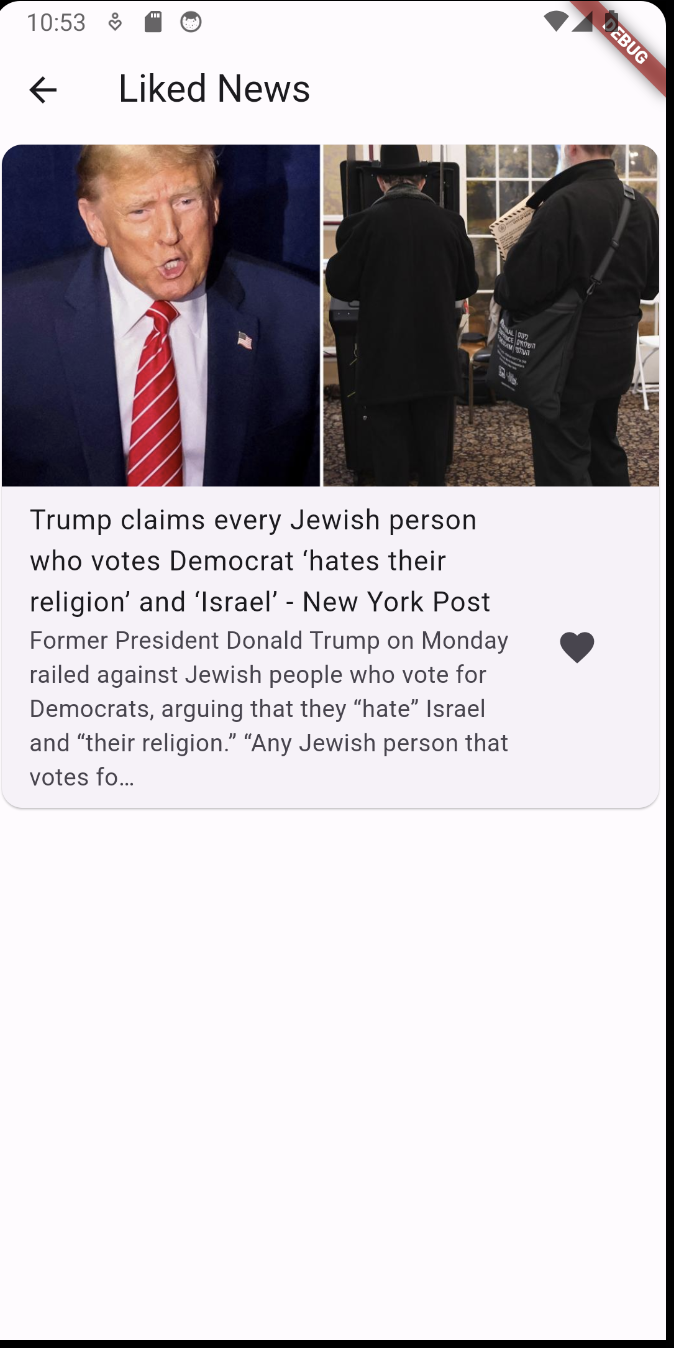 10:53
DEBUG
Liked News
Trump claims every Jewish person
who votes Democrat ‘hates their
religion’ and ‘Israel’ - New York Post
Former President Donald Trump on Monday
railed against Jewish people who vote for
Democrats, arguing that they “hate” Israel
and “their religion.” “Any Jewish person that
votes fo…